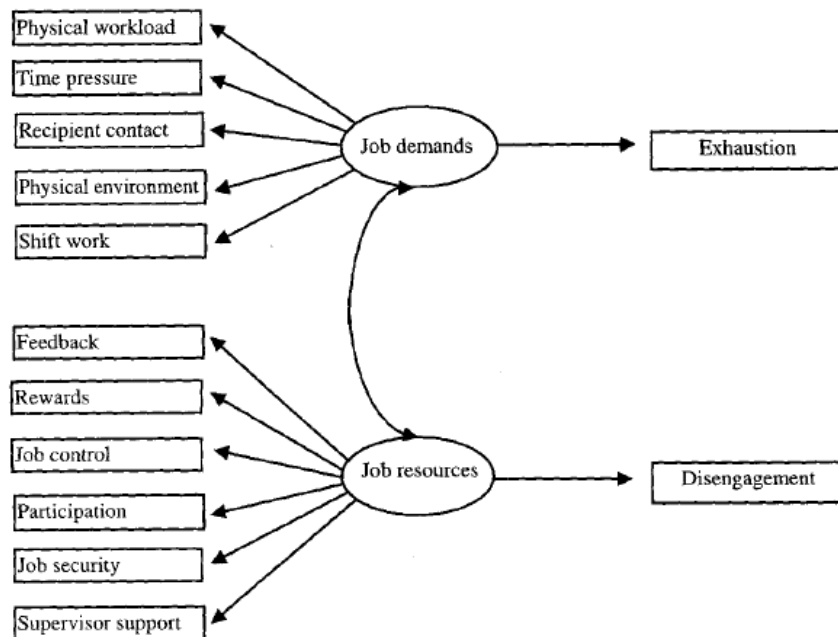 Physical workload
Time pressure
Recipient contact
Physical environment
Shift work
Job demands
Exhaustion
Feedback
Rewards
Job control
Participation
Job security
Supervisor support
Job resources
Disengagement